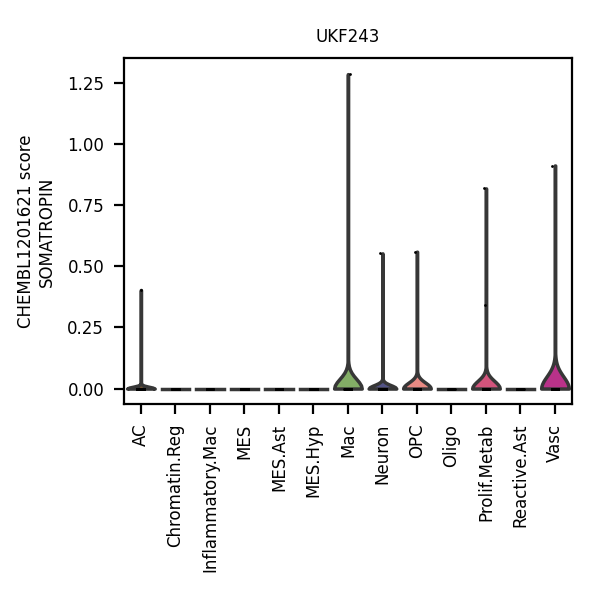 UKF243
CHEMBL1201621 score
SOMATROPIN
1.25
1.00
0.75
0.50
0.25
0.00
AC
Chromatin.Reg
Inflammatory.Mac
MES
MES.Ast
MES.Hyp
Mac
Neuron
OPC
Oligo
Prolif.Metab
Reactive.Ast
Vasc